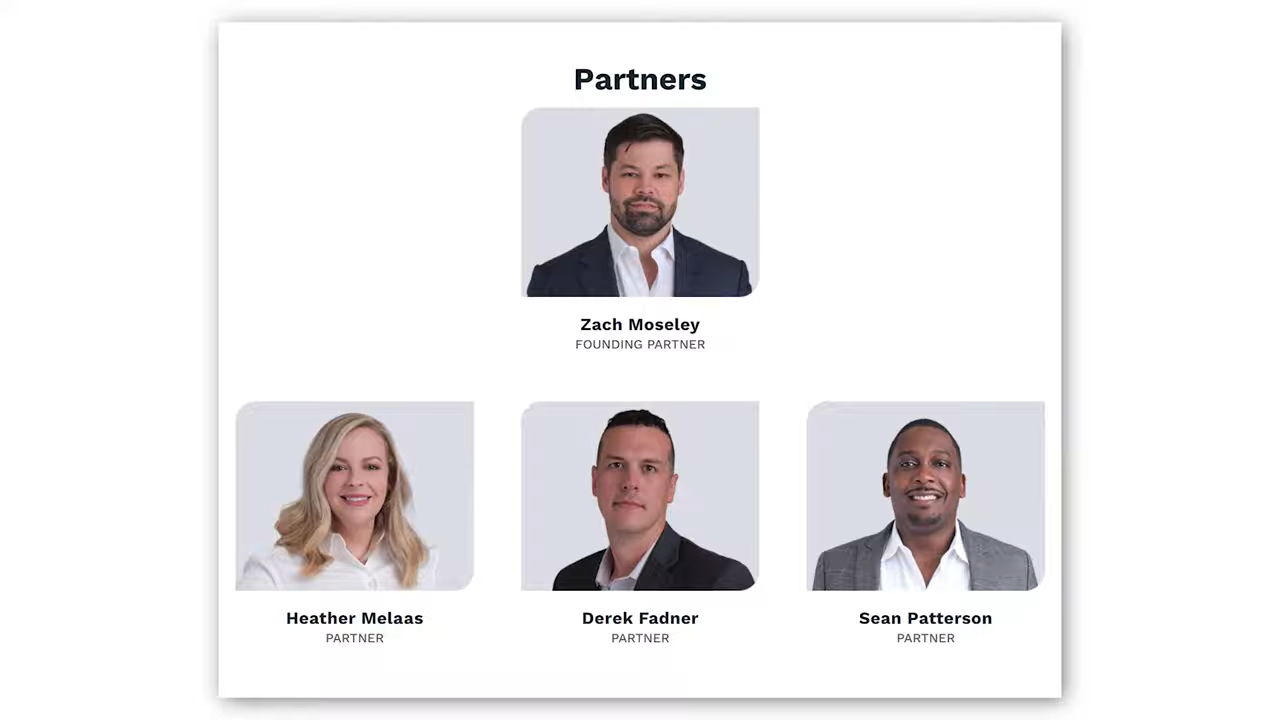 Partners
Zach Moseley
FOUNDING PARTNER
Heather Melaas
PARTNER
Derek Fadner
PARTNER
Sean Patterson
PARTNER